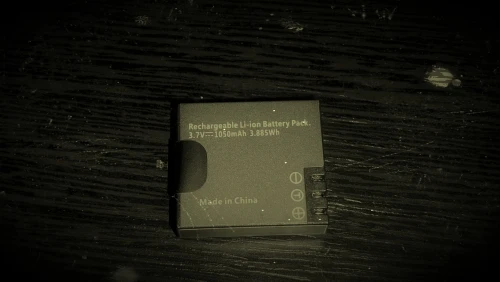 Rechargeable Li-ion Battery Pack.
3.7V⎓1050mAh 3.885Wh
Made in China